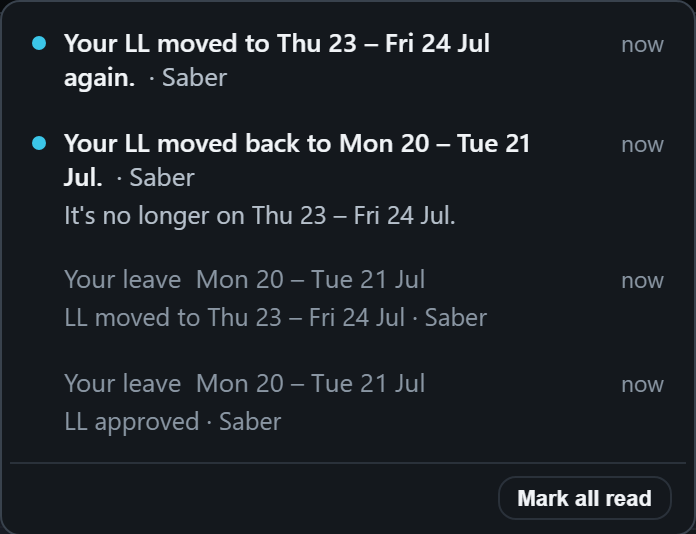 Your LL moved to Thu 23 – Fri 24 Jul now
again. · Saber
Your LL moved back to Mon 20 – Tue 21 now
Jul. · Saber
It's no longer on Thu 23 – Fri 24 Jul.
Your leave Mon 20 – Tue 21 Jul now
LL moved to Thu 23 – Fri 24 Jul · Saber
Your leave Mon 20 – Tue 21 Jul now
LL approved · Saber
Mark all read